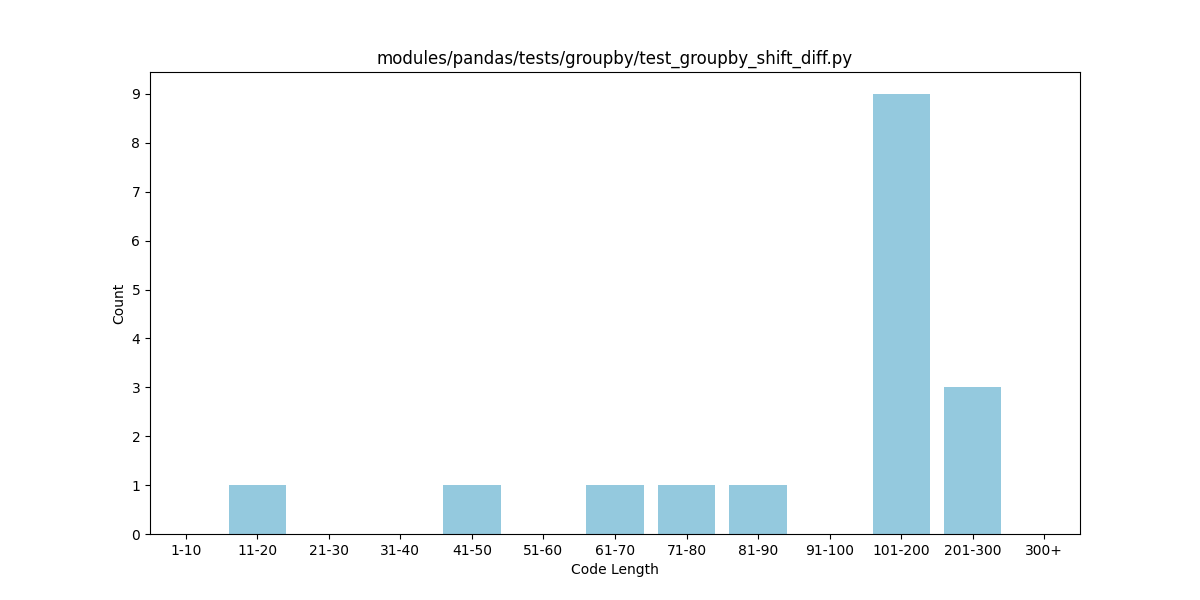 modules/pandas/tests/groupby/test_groupby_shift_diff.py
Count
9
8
7
6
5
4
3
2
1
0
1-10 11-20 21-30 31-40 41-50 51-60 61-70 71-80 81-90 91-100 101-200 201-300 300+
Code Length